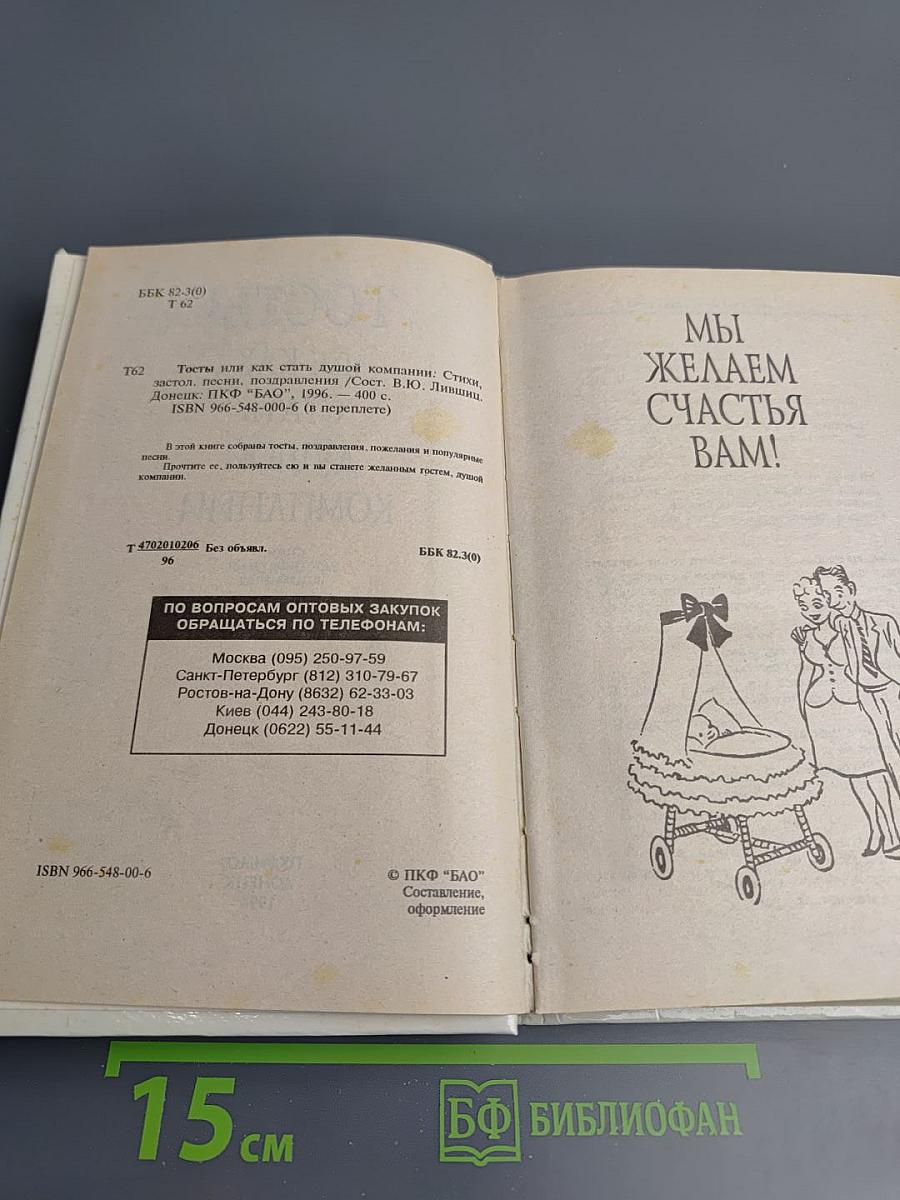 ББК 82-3(0)
Т 62
Т62 Тосты или как стать душой компании: Стихи,
застол. песни, поздравления /Сост. В.Ю. Лившиц.
Донецк: ПКФ “БАО”, 1996. — 400 с.
ISBN 966-548-000-6 (в переплете)
В этой книге собраны тосты, поздравления, пожелания и популярные
песни.
Прочтите ее, пользуйтесь ею и вы станете желанным гостем, душой
компании.
Т 4702010206 Без объявл. ББК 82.3(0)
96
ПО ВОПРОСАМ ОПТОВЫХ ЗАКУПОК
ОБРАЩАТЬСЯ ПО ТЕЛЕФОНАМ:
Москва (095) 250-97-59
Санкт-Петербург (812) 310-79-67
Ростов-на-Дону (8632) 62-33-03
Киев (044) 243-80-18
Донецк (0622) 55-11-44
ISBN 966-548-00-6
© ПКФ “БАО”
Составление,
оформление
МЫ
ЖЕЛАЕМ
СЧАСТЬЯ
ВАМ!
15 см
БФ БИБЛИОФАН